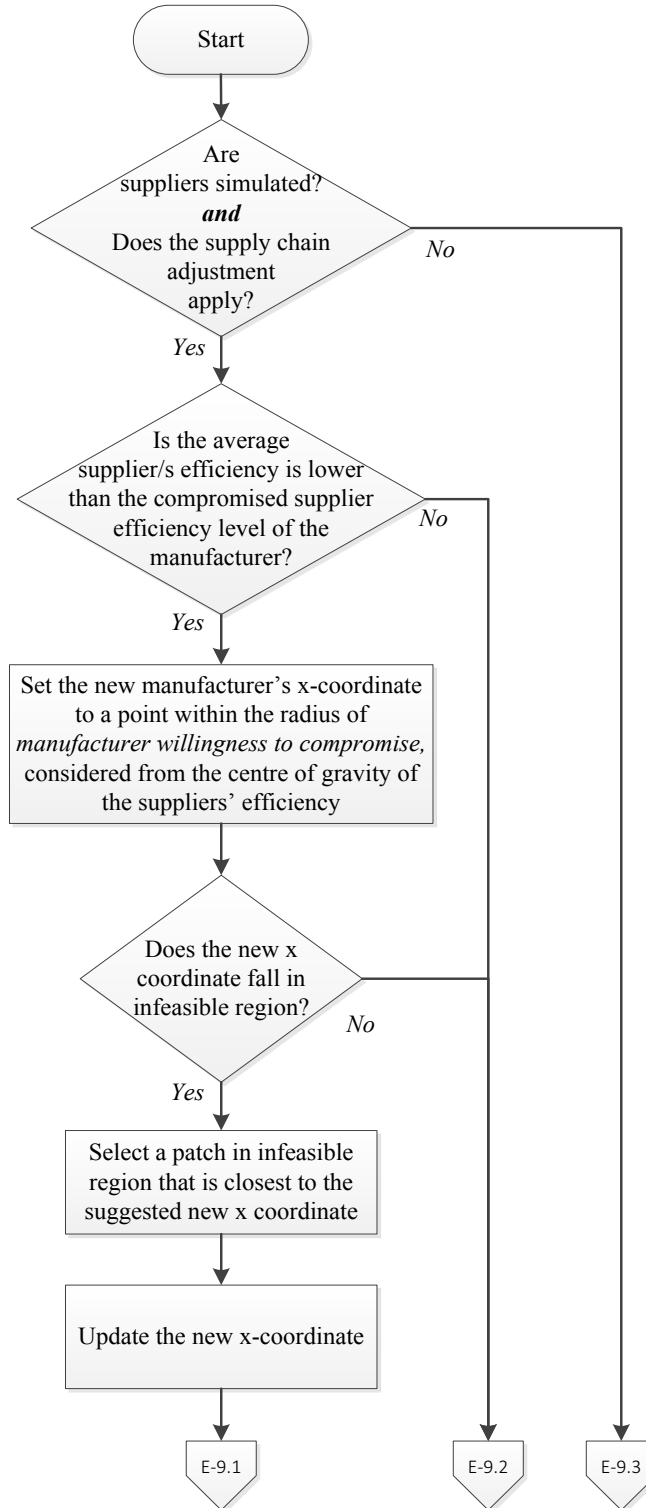 Start
Are
suppliers simulated?
and
Does the supply chain
adjustment
apply?
No
Yes
Is the average
supplier/s efficiency is lower
than the compromised supplier
efficiency level of the
manufacturer?
No
Yes
Set the new manufacturer's x-coordinate
to a point within the radius of
manufacturer willingness to compromise,
considered from the centre of gravity of
the suppliers' efficiency
Does the new x
coordinate fall in
infeasible region?
No
Yes
Select a patch in infeasible
region that is closest to the
suggested new x coordinate
Update the new x-coordinate
E-9.1
E-9.2
E-9.3